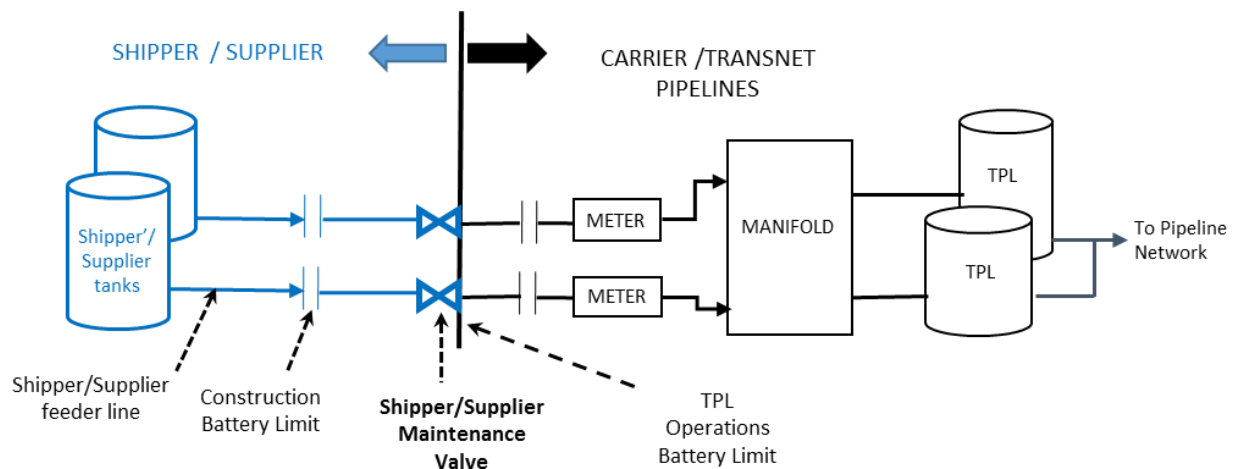 SHIPPER / SUPPLIER
CARRIER /TRANSNET
PIPELINES
Shipper'/
Supplier
tanks
METER
METER
MANIFOLD
TPL
TPL
To Pipeline
Network
Shipper/Supplier
feeder line
Construction
Battery Limit
Shipper/Supplier
Maintenance
Valve
TPL
Operations
Battery Limit